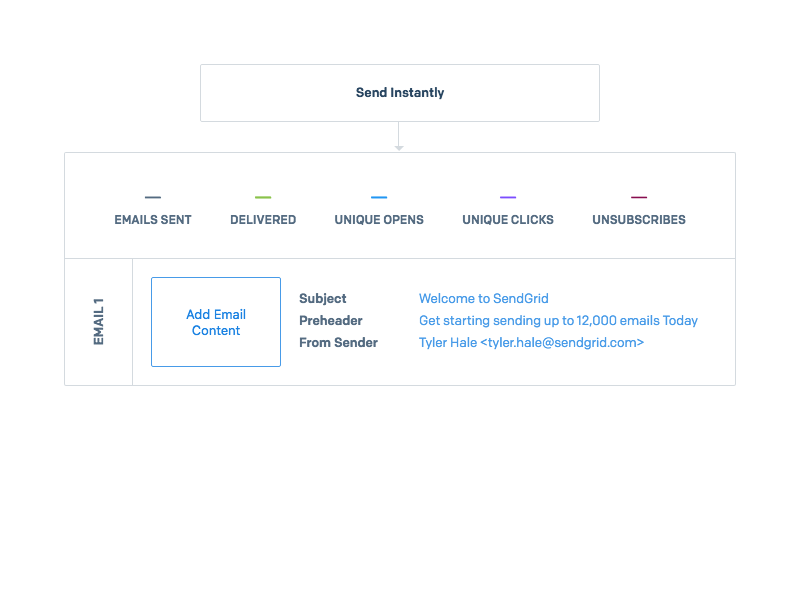 Send Instantly
EMAILS SENT DELIVERED UNIQUE OPENS UNIQUE CLICKS UNSUBSCRIBES
EMAIL 1
Add Email
Content
Subject Welcome to SendGrid
Preheader Get starting sending up to 12,000 emails Today
From Sender Tyler Hale <tyler.hale@sendgrid.com>